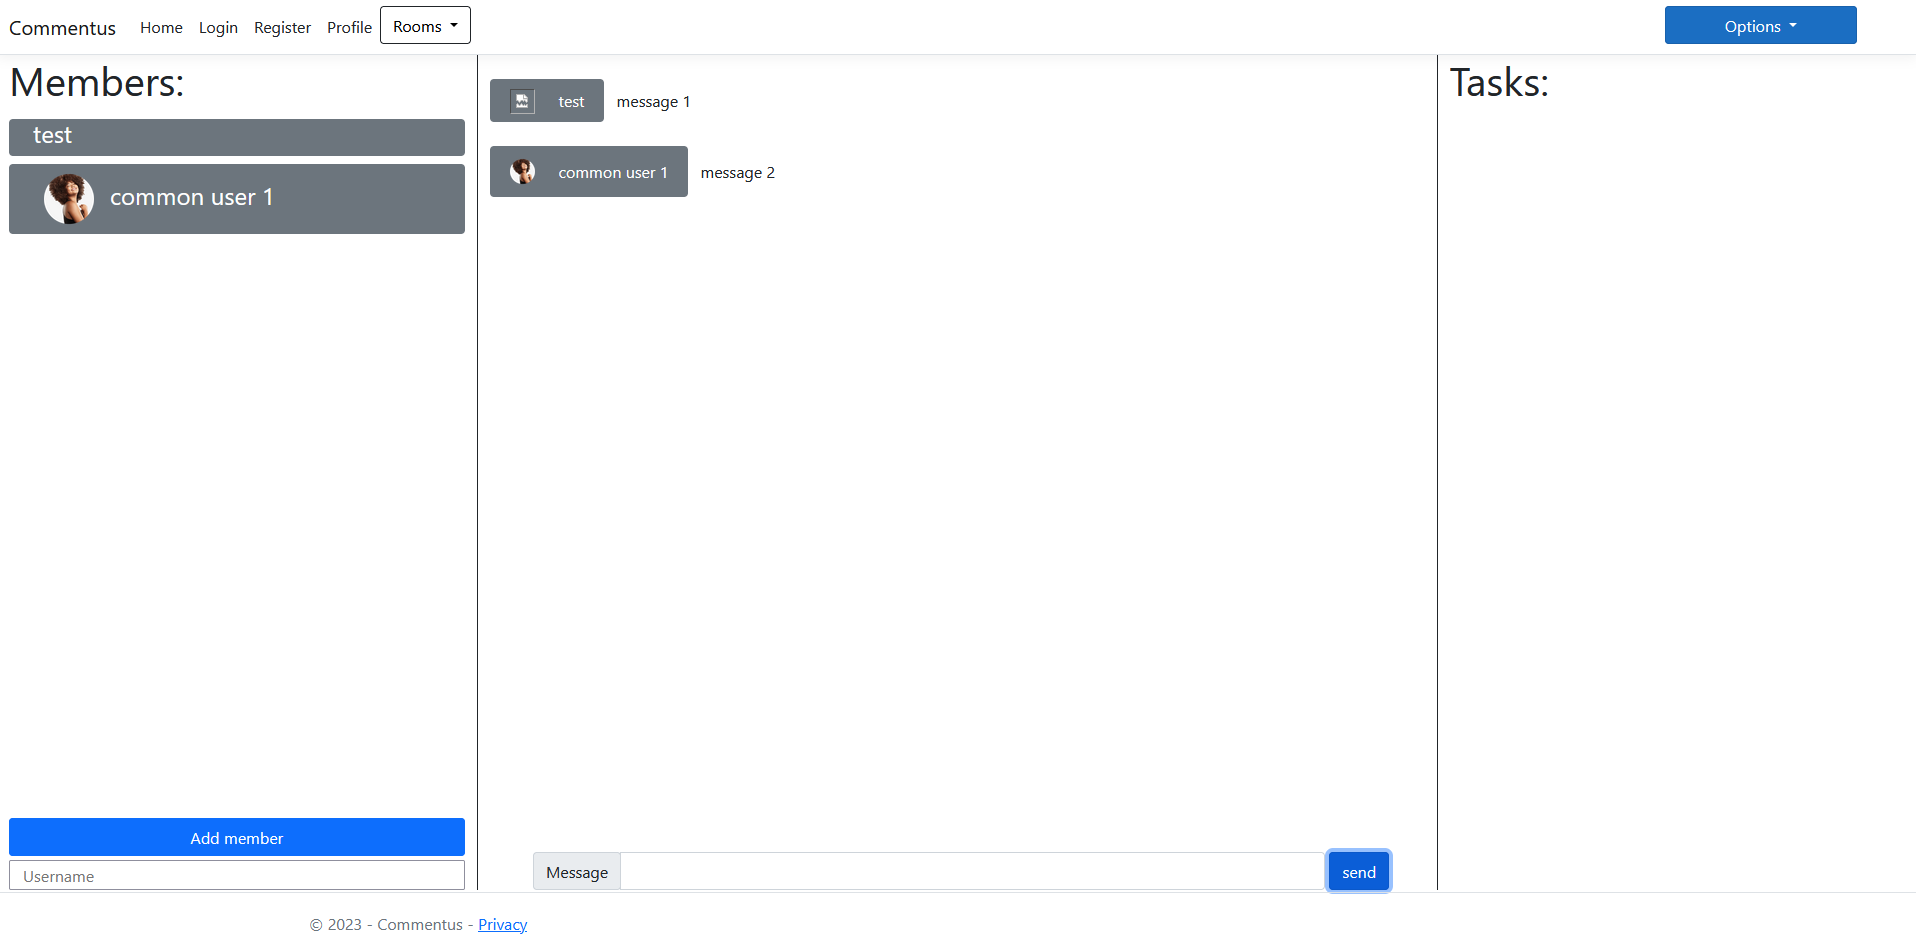 Commentus Home Login Register Profile Rooms Options
Members:
test
common user 1
Add member
Username
test message 1
common user 1 message 2
Message send
Tasks:
© 2023 - Commentus - Privacy